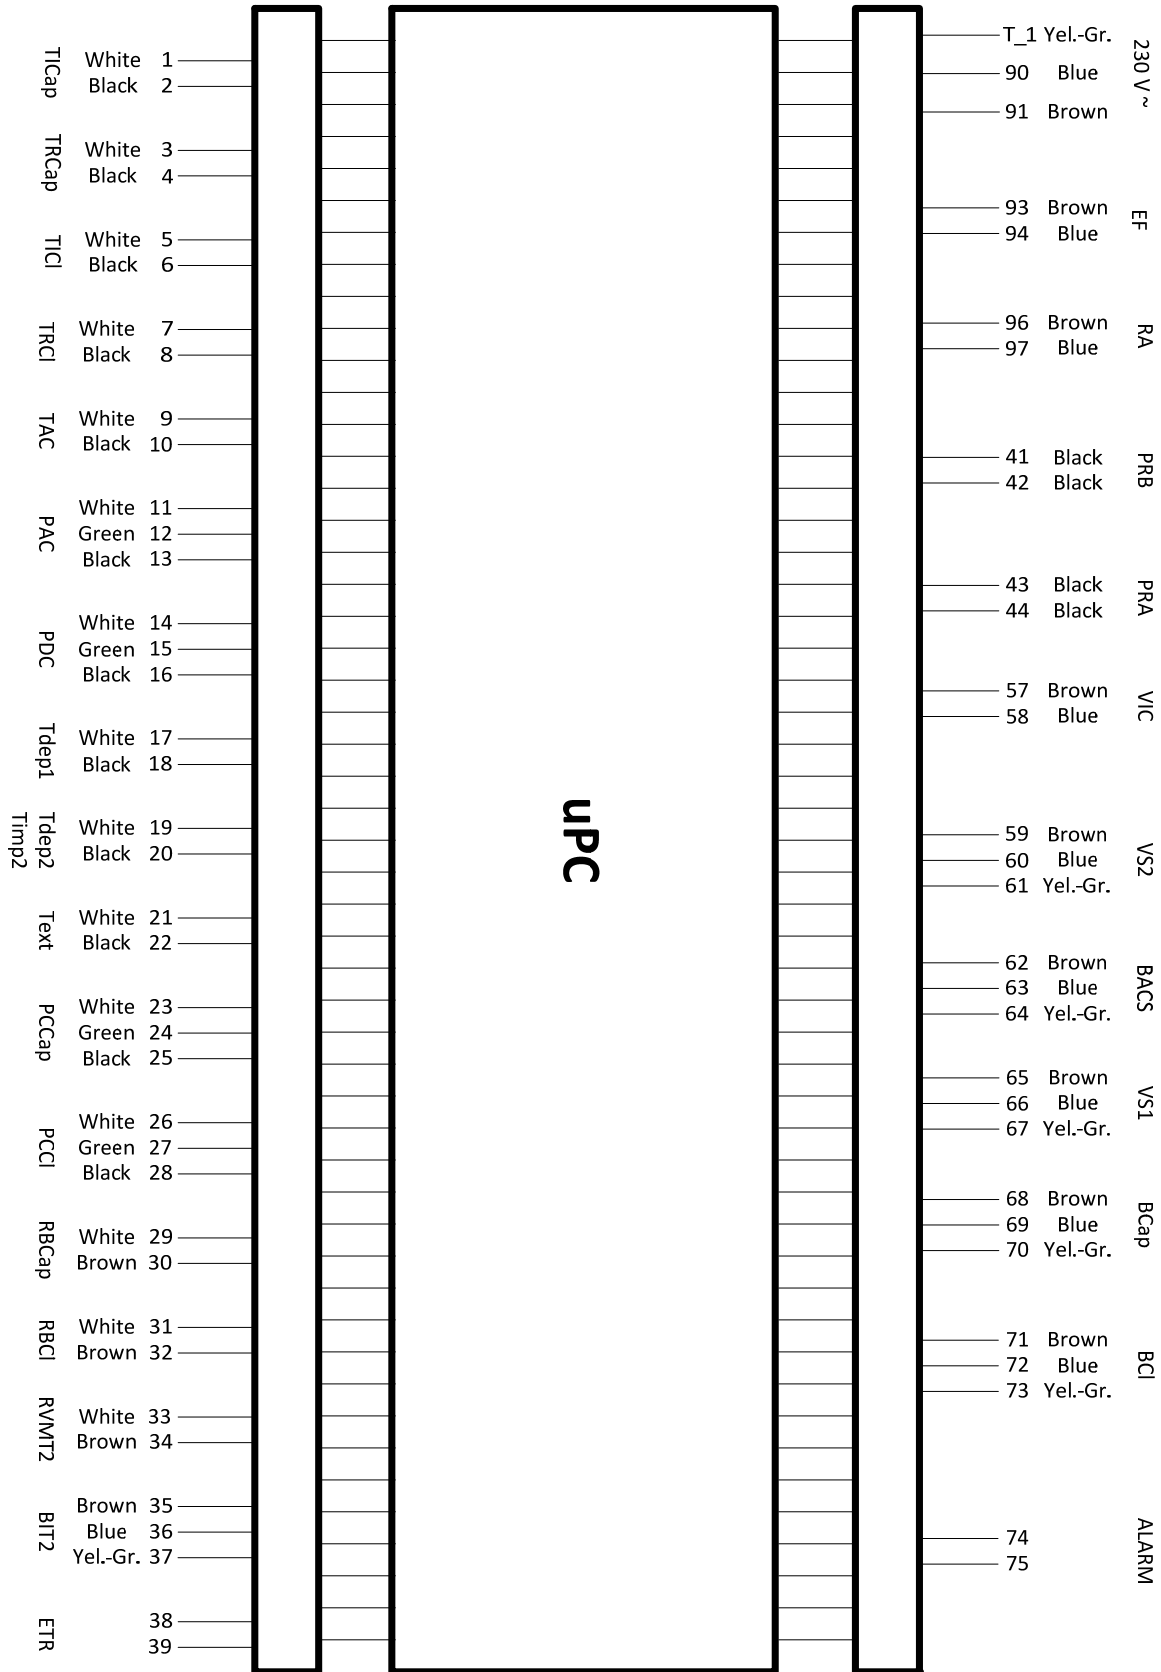 TICap
White 1
Black 2
TRCap
White 3
Black 4
TICI
White 5
Black 6
TRCI
White 7
Black 8
TAC
White 9
Black 10
PAC
White 11
Green 12
Black 13
PDC
White 14
Green 15
Black 16
Tdep1
White 17
Black 18
Tdep2
Timp2
White 19
Black 20
Text
White 21
Black 22
PCCap
White 23
Green 24
Black 25
PCCI
White 26
Green 27
Black 28
RBCap
White 29
Brown 30
RBCI
White 31
Brown 32
RVMT2
White 33
Brown 34
BIT2
Brown 35
Blue 36
Yel.-Gr. 37
ETR
38
39
uPC
T_1 Yel.-Gr.
90 Blue
91 Brown
230 V ~
93 Brown
94 Blue
EF
96 Brown
97 Blue
RA
41 Black
42 Black
PRB
43 Black
44 Black
PRA
57 Brown
58 Blue
VIC
59 Brown
60 Blue
61 Yel.-Gr.
VS2
62 Brown
63 Blue
64 Yel.-Gr.
BACS
65 Brown
66 Blue
67 Yel.-Gr.
VS1
68 Brown
69 Blue
70 Yel.-Gr.
BCap
71 Brown
72 Blue
73 Yel.-Gr.
BCI
74
75
ALARM